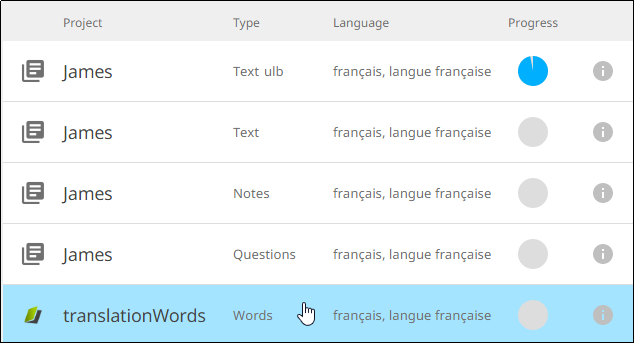 Project Type Language Progress
James Text ulb français, langue française
James Text français, langue française
James Notes français, langue française
James Questions français, langue française
translationWords Words français, langue française